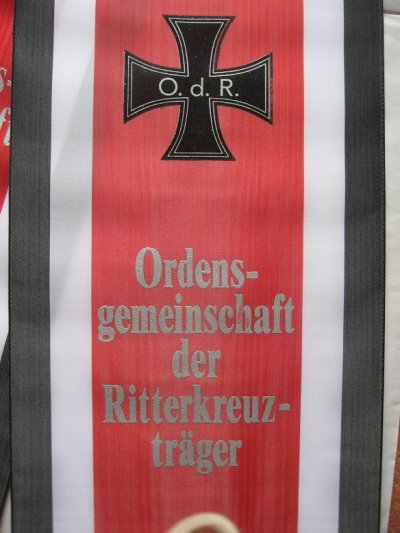 O. d. R.
Ordens-
gemeinschaft
der
Ritterkreuz-
träger